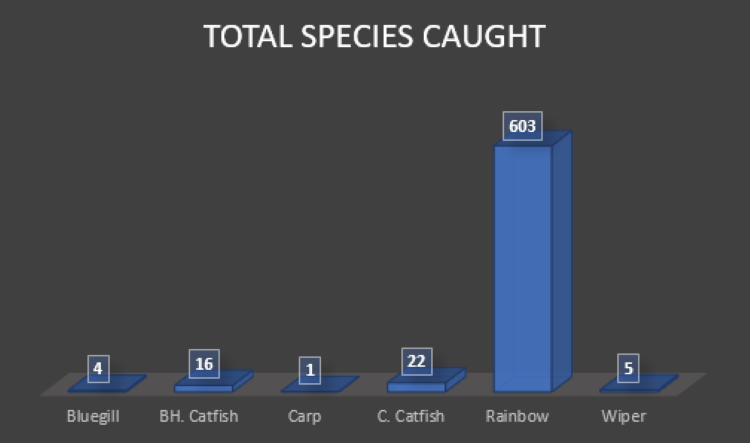 TOTAL SPECIES CAUGHT
603
4
16
1
22
5
Bluegill
BH. Catfish
Carp
C. Catfish
Rainbow
Wiper